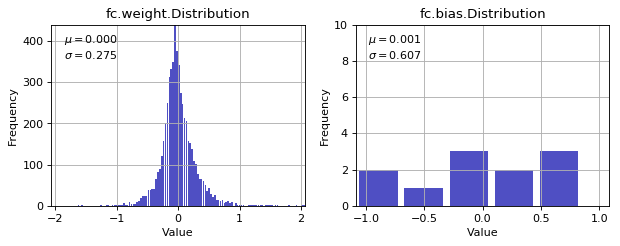 fc.weight.Distribution
μ = 0.000
σ = 0.275
Frequency
400
300
200
100
0
−2
−1
0
1
2
Value
fc.bias.Distribution
μ = 0.001
σ = 0.607
Frequency
10
8
6
4
2
0
−1.0
−0.5
0.0
0.5
1.0
Value